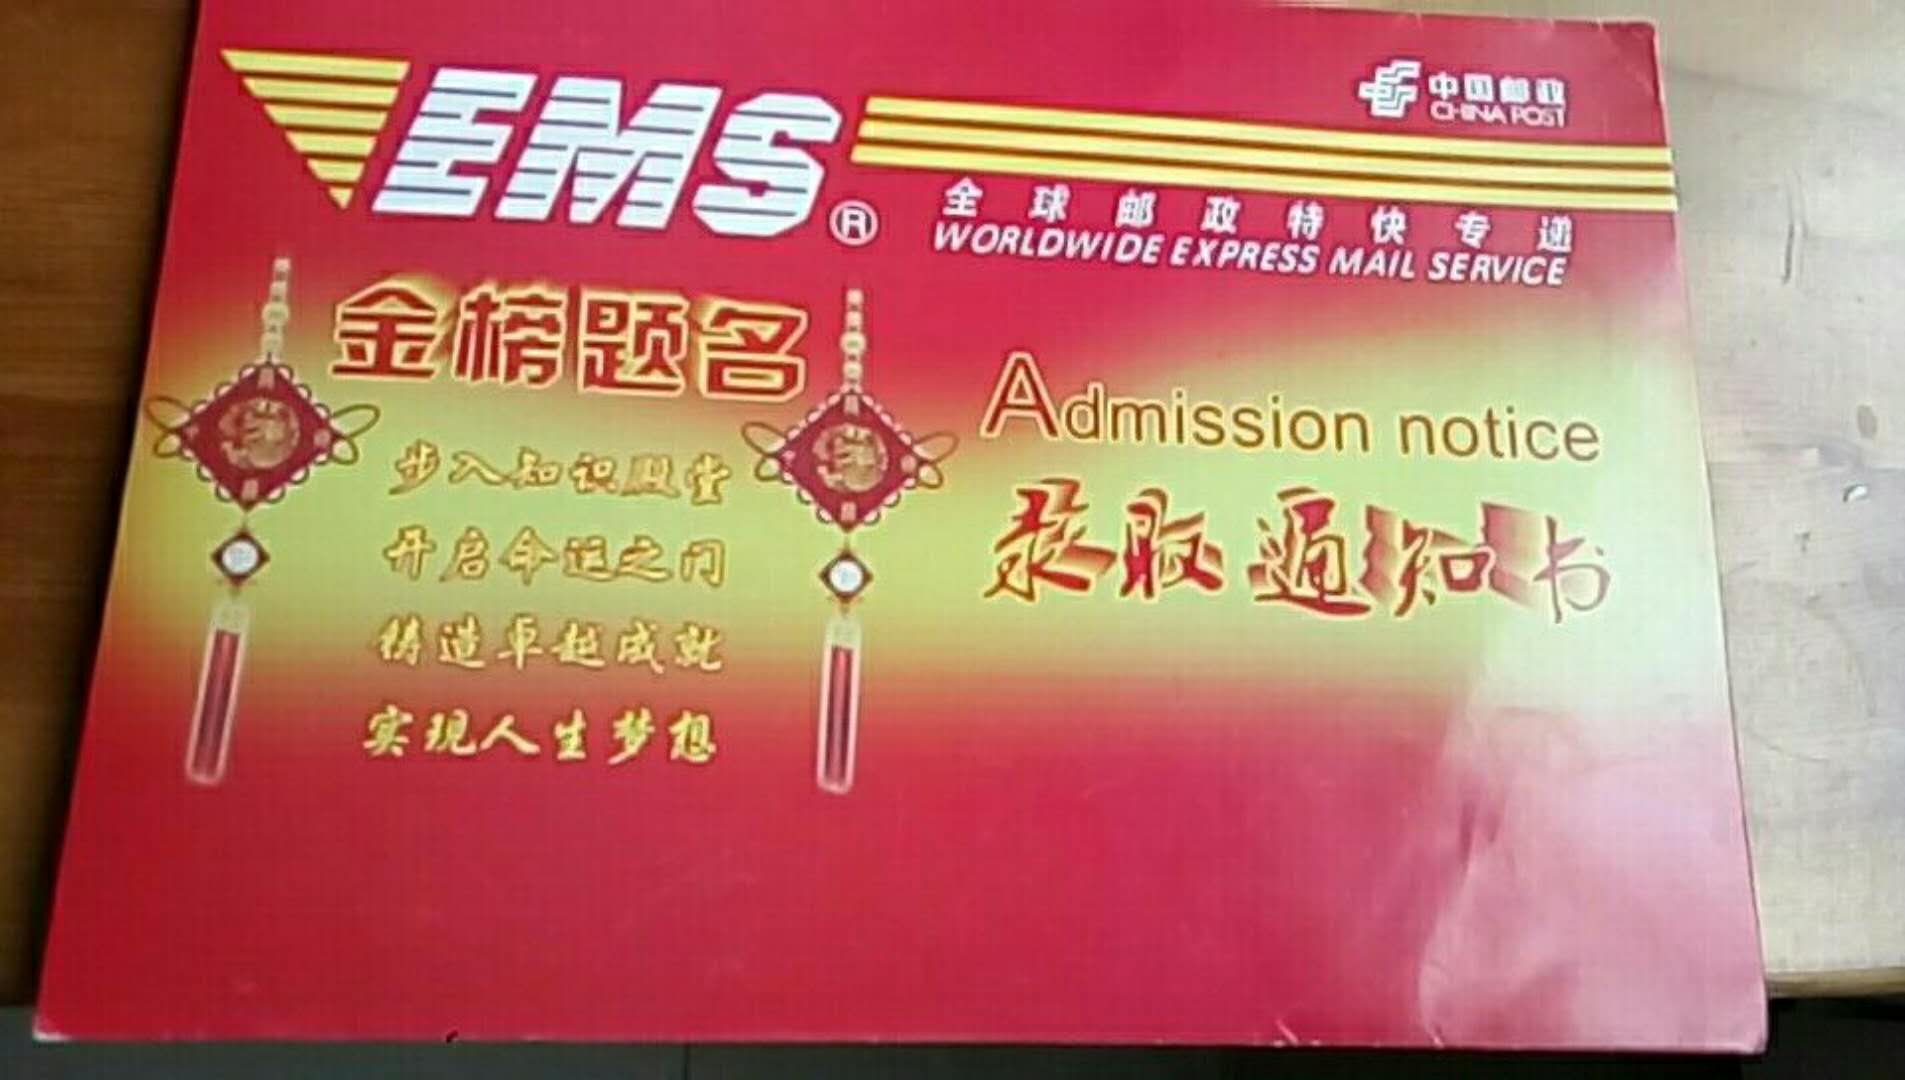 EMS®
中国邮政
CHINA POST
全球邮政特快专递
WORLDWIDE EXPRESS MAIL SERVICE
金榜题名
步入知识殿堂
开启命运之门
铸造卓越成就
实现人生梦想
Admission notice
录取通知书